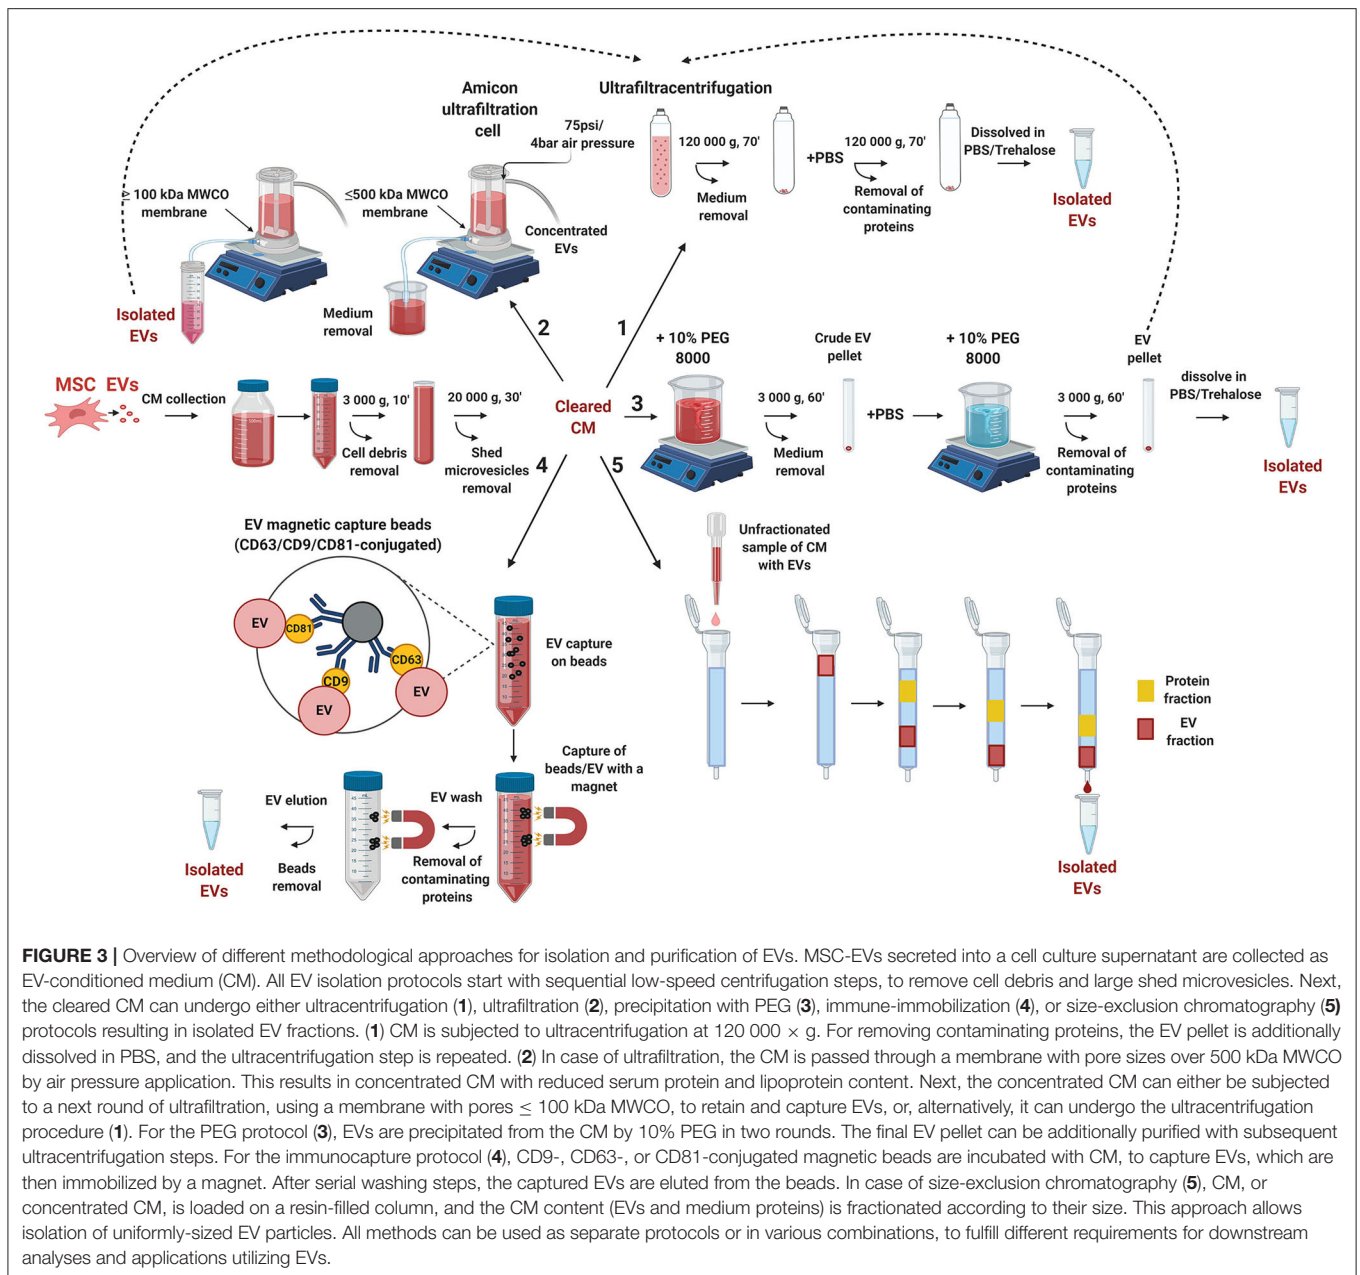 Amicon
ultrafiltration
cell
75psi/
4bar air pressure
≥ 100 kDa MWCO
membrane
≤500 kDa MWCO
membrane
Concentrated
EVs
Isolated
EVs
Medium
removal
Ultrafiltracentrifugation
120 000 g, 70'
Medium
removal
+PBS
120 000 g, 70'
Removal of
contaminating
proteins
Dissolved in
PBS/Trehalose
Isolated
EVs
2
1
MSC EVs
CM collection
3 000 g, 10'
Cell debris
removal
20 000 g, 30'
Shed
microvesicles
removal
Cleared
CM
3
+ 10% PEG
8000
3 000 g, 60'
Medium
removal
Crude EV
pellet
+PBS
+ 10% PEG
8000
3 000 g, 60'
Removal of
contaminating
proteins
EV
pellet
dissolve in
PBS/Trehalose
Isolated
EVs
4
5
EV magnetic capture beads
(CD63/CD9/CD81-conjugated)
EV
CD81
CD63
EV
CD9
EV
EV capture
on beads
Capture of
beads/EV with a
magnet
EV wash
Removal of
contaminating
proteins
EV elution
Beads
removal
Isolated
EVs
Unfractionated
sample of CM
with EVs
Protein
fraction
EV
fraction
Isolated
EVs
FIGURE 3 | Overview of different methodological approaches for isolation and purification of EVs. MSC-EVs secreted into a cell culture supernatant are collected as
EV-conditioned medium (CM). All EV isolation protocols start with sequential low-speed centrifugation steps, to remove cell debris and large shed microvesicles. Next,
the cleared CM can undergo either ultracentrifugation (1), ultrafiltration (2), precipitation with PEG (3), immune-immobilization (4), or size-exclusion chromatography (5)
protocols resulting in isolated EV fractions. (1) CM is subjected to ultracentrifugation at 120 000 × g. For removing contaminating proteins, the EV pellet is additionally
dissolved in PBS, and the ultracentrifugation step is repeated. (2) In case of ultrafiltration, the CM is passed through a membrane with pore sizes over 500 kDa MWCO
by air pressure application. This results in concentrated CM with reduced serum protein and lipoprotein content. Next, the concentrated CM can either be subjected
to a next round of ultrafiltration, using a membrane with pores ≤ 100 kDa MWCO, to retain and capture EVs, or, alternatively, it can undergo the ultracentrifugation
procedure (1). For the PEG protocol (3), EVs are precipitated from the CM by 10% PEG in two rounds. The final EV pellet can be additionally purified with subsequent
ultracentrifugation steps. For the immunocapture protocol (4), CD9-, CD63-, or CD81-conjugated magnetic beads are incubated with CM, to capture EVs, which are
then immobilized by a magnet. After serial washing steps, the captured EVs are eluted from the beads. In case of size-exclusion chromatography (5), CM, or
concentrated CM, is loaded on a resin-filled column, and the CM content (EVs and medium proteins) is fractionated according to their size. This approach allows
isolation of uniformly-sized EV particles. All methods can be used as separate protocols or in various combinations, to fulfill different requirements for downstream
analyses and applications utilizing EVs.